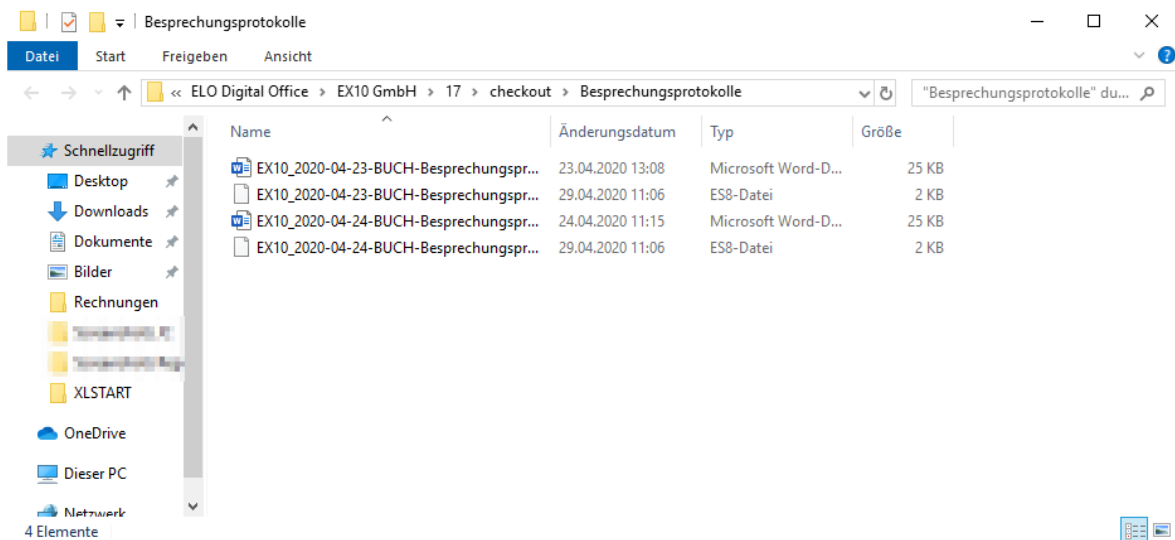 Besprechungsprotokolle
Datei Start Freigeben Ansicht
« ELO Digital Office › EX10 GmbH › 17 › checkout › Besprechungsprotokolle "Besprechungsprotokolle" du...
Name Änderungsdatum Typ Größe
Schnellzugriff
Desktop
Downloads
Dokumente
Bilder
Rechnungen
XLSTART
OneDrive
Dieser PC
Netzwerk
EX10_2020-04-23-BUCH-Besprechungspr... 23.04.2020 13:08 Microsoft Word-D... 25 KB
EX10_2020-04-23-BUCH-Besprechungspr... 29.04.2020 11:06 ES8-Datei 2 KB
EX10_2020-04-24-BUCH-Besprechungspr... 24.04.2020 11:15 Microsoft Word-D... 25 KB
EX10_2020-04-24-BUCH-Besprechungspr... 29.04.2020 11:06 ES8-Datei 2 KB
4 Elemente